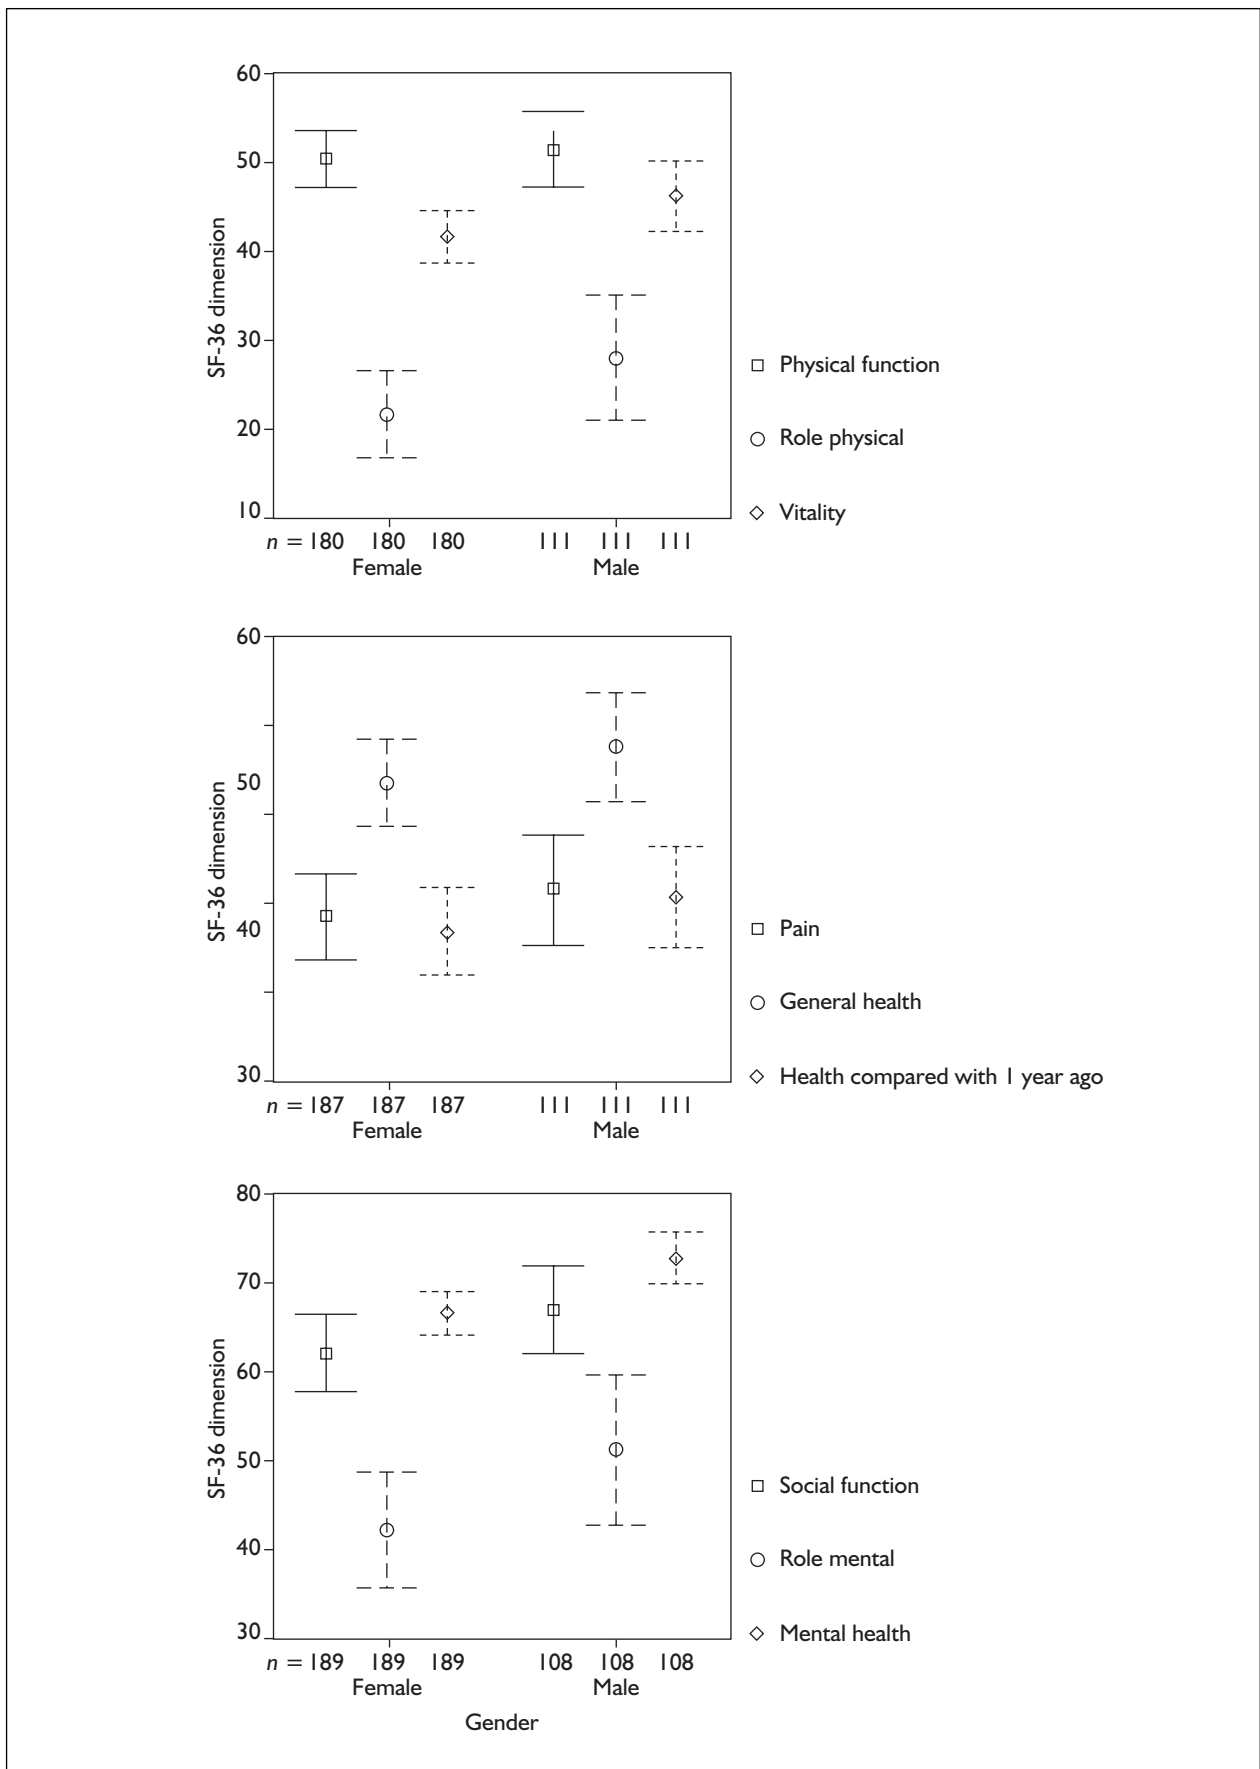 60
50
40
30
20
10
SF-36 dimension
Physical function
Role physical
Vitality
n = 180 180 180 111 111 111
Female Male
60
50
40
30
SF-36 dimension
Pain
General health
Health compared with 1 year ago
n = 187 187 187 111 111 111
Female Male
80
70
60
50
40
30
SF-36 dimension
Social function
Role mental
Mental health
n = 189 189 189 108 108 108
Female Male
Gender